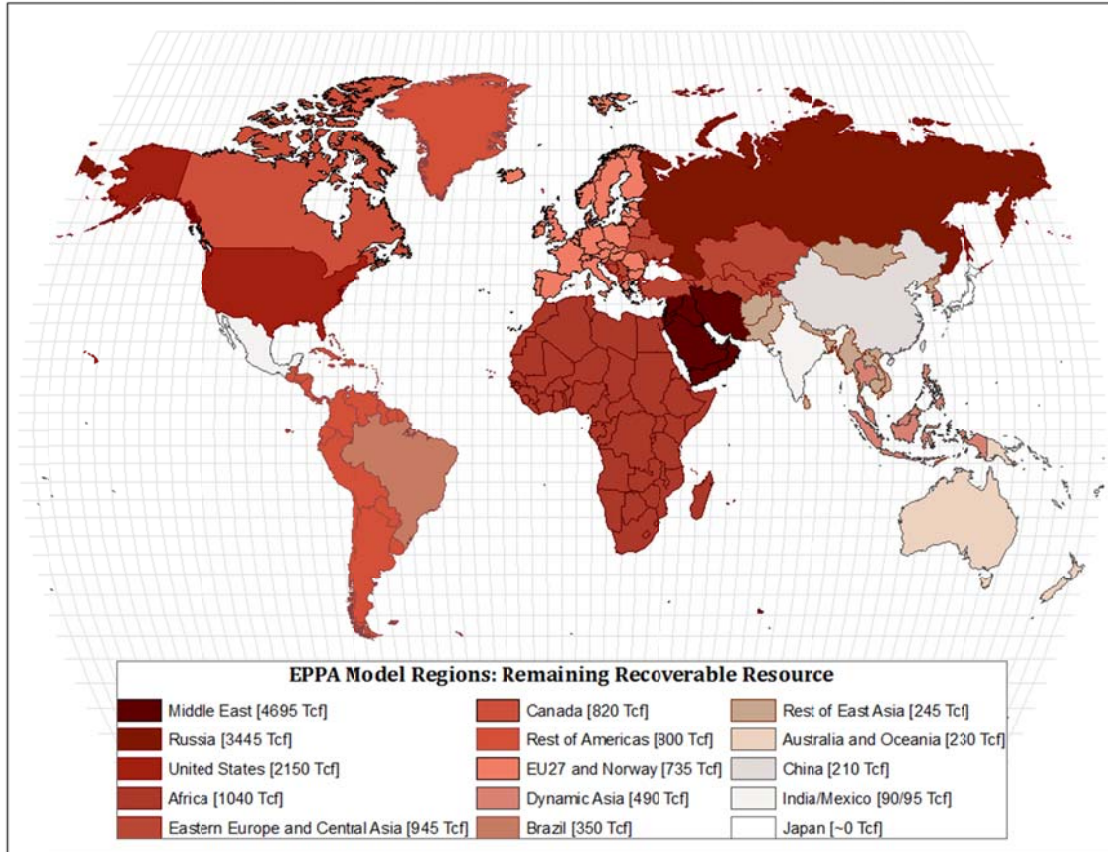 EPPA Model Regions: Remaining Recoverable Resource
Middle East [4695 Tcf]
Russia [3445 Tcf]
United States [2150 Tcf]
Africa [1040 Tcf]
Eastern Europe and Central Asia [945 Tcf]
Canada [820 Tcf]
Rest of Americas [800 Tcf]
EU27 and Norway [735 Tcf]
Dynamic Asia [490 Tcf]
Brazil [350 Tcf]
Rest of East Asia [245 Tcf]
Australia and Oceania [230 Tcf]
China [210 Tcf]
India/Mexico [90/95 Tcf]
Japan [~0 Tcf]